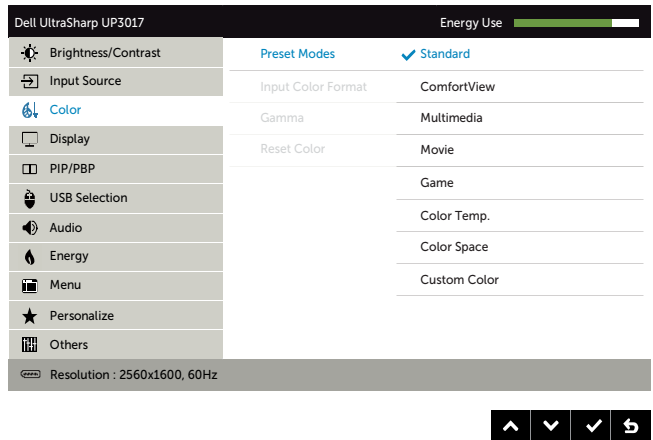 Dell UltraSharp UP3017
Energy Use
Brightness/Contrast
Input Source
Color
Display
PIP/PBP
USB Selection
Audio
Energy
Menu
Personalize
Others
Preset Modes
Input Color Format
Gamma
Reset Color
Standard
ComfortView
Multimedia
Movie
Game
Color Temp.
Color Space
Custom Color
Resolution : 2560x1600, 60Hz